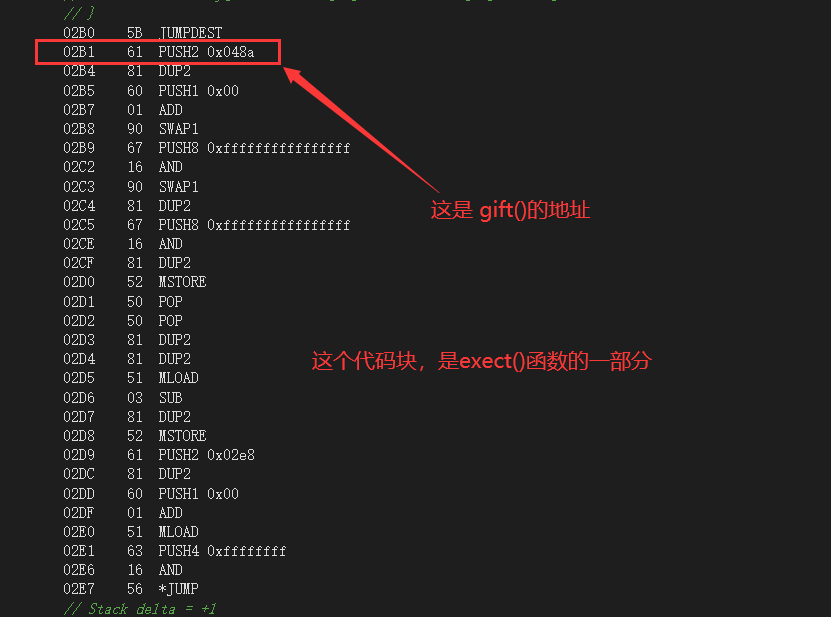 // }
02B0 5B JUMPDEST
02B1 61 PUSH2 0x048a
02B4 81 DUP2
02B5 60 PUSH1 0x00
02B7 01 ADD
02B8 90 SWAP1
02B9 67 PUSH8 0xffffffffffffffff
02C2 16 AND
02C3 90 SWAP1
02C4 81 DUP2
02C5 67 PUSH8 0xffffffffffffffff
这是 gift()的地址
02CE 16 AND
02CF 81 DUP2
02D0 52 MSTORE
02D1 50 POP
02D2 50 POP
02D3 81 DUP2
02D4 81 DUP2
这个代码块，是exect()函数的一部分
02D5 51 MLOAD
02D6 03 SUB
02D7 81 DUP2
02D8 52 MSTORE
02D9 61 PUSH2 0x02e8
02DC 81 DUP2
02DD 60 PUSH1 0x00
02DF 01 ADD
02E0 51 MLOAD
02E1 63 PUSH4 0xffffffff
02E6 16 AND
02E7 56 *JUMP
// Stack delta = +1